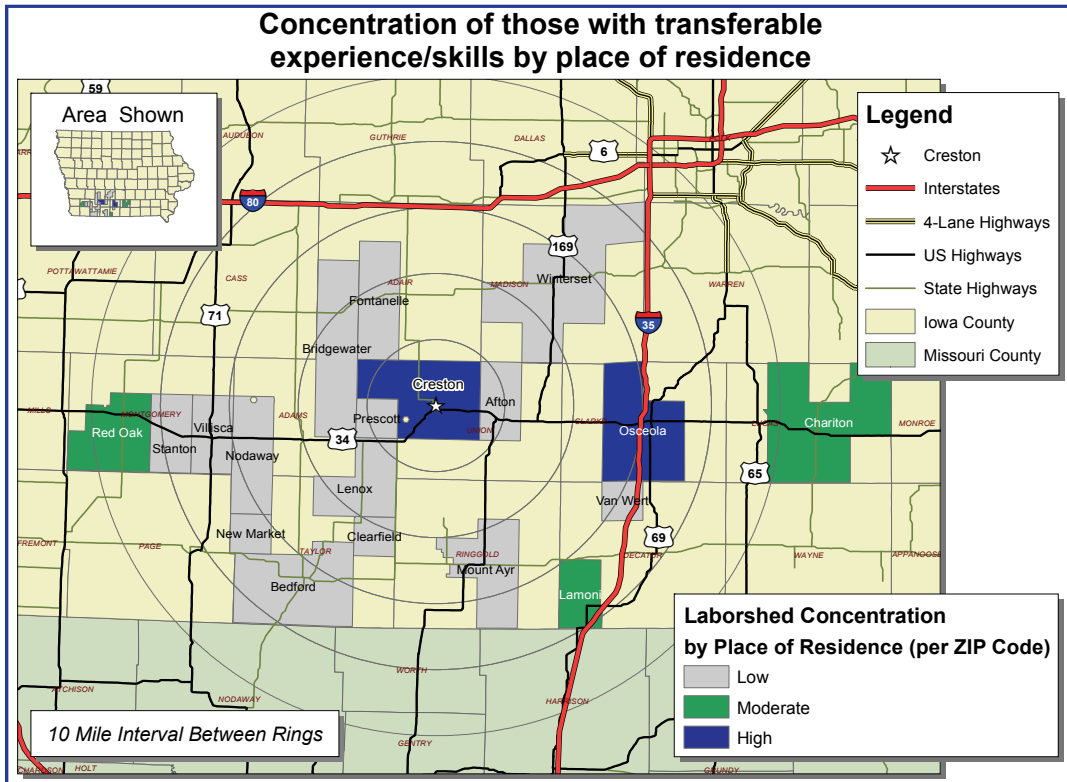 Concentration of those with transferable
experience/skills by place of residence
59
Area Shown
AUDUBON
GUTHRIE
DALLAS
6
80
169
POTTAWATTAMIE
CASS
ADAIR
MADISON
WARREN
Winterset
Fontanelle
71
35
Bridgewater
Creston
Prescott
Afton
MILLS
MONTGOMERY
ADAMS
UNION
CLARKE
LUCAS
MONROE
Red Oak
Stanton
Villisca
Nodaway
34
Osceola
Chariton
65
Lenox
Van Wert
New Market
Clearfield
69
FREMONT
PAGE
TAYLOR
RINGGOLD
DECATUR
WAYNE
APPANOOSE
Mount Ayr
Bedford
Lamoni
WORTH
ATCHISON
NODAWAY
HARRISON
GENTRY
HOLT
GRUNDY
10 Mile Interval Between Rings
Legend
Creston
Interstates
4-Lane Highways
US Highways
State Highways
Iowa County
Missouri County
Laborshed Concentration
by Place of Residence (per ZIP Code)
Low
Moderate
High